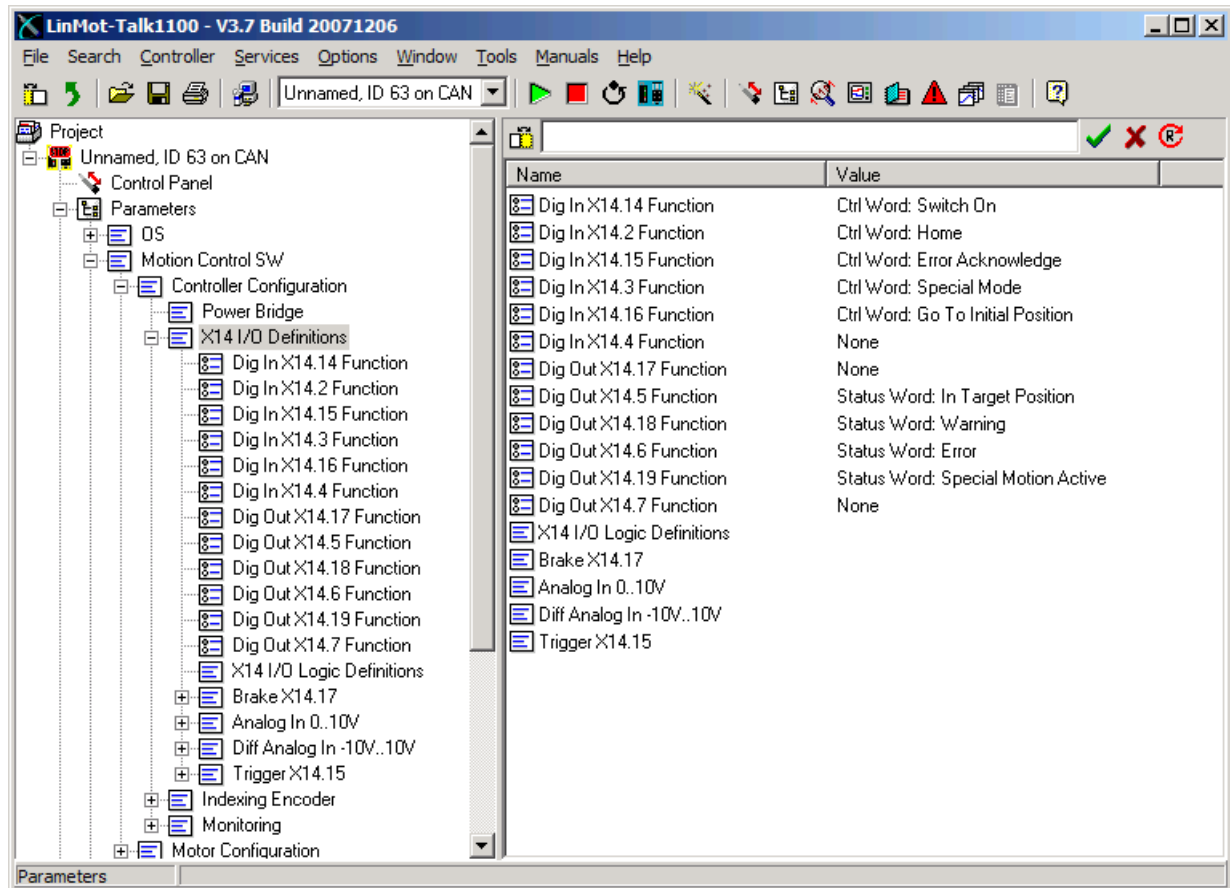 LinMot-Talk1100 - V3.7 Build 20071206
File Search Controller Services Options Window Tools Manuals Help
Unnamed, ID 63 on CAN
Project
Unnamed, ID 63 on CAN
Control Panel
Parameters
OS
Motion Control SW
Controller Configuration
Power Bridge
X14 I/O Definitions
Dig In X14.14 Function
Dig In X14.2 Function
Dig In X14.15 Function
Dig In X14.3 Function
Dig In X14.16 Function
Dig In X14.4 Function
Dig Out X14.17 Function
Dig Out X14.5 Function
Dig Out X14.18 Function
Dig Out X14.6 Function
Dig Out X14.19 Function
Dig Out X14.7 Function
X14 I/O Logic Definitions
Brake X14.17
Analog In 0..10V
Diff Analog In -10V..10V
Trigger X14.15
Indexing Encoder
Monitoring
Motor Configuration
Name Value
Dig In X14.14 Function Ctrl Word: Switch On
Dig In X14.2 Function Ctrl Word: Home
Dig In X14.15 Function Ctrl Word: Error Acknowledge
Dig In X14.3 Function Ctrl Word: Special Mode
Dig In X14.16 Function Ctrl Word: Go To Initial Position
Dig In X14.4 Function None
Dig Out X14.17 Function None
Dig Out X14.5 Function Status Word: In Target Position
Dig Out X14.18 Function Status Word: Warning
Dig Out X14.6 Function Status Word: Error
Dig Out X14.19 Function Status Word: Special Motion Active
Dig Out X14.7 Function None
X14 I/O Logic Definitions
Brake X14.17
Analog In 0..10V
Diff Analog In -10V..10V
Trigger X14.15
Parameters